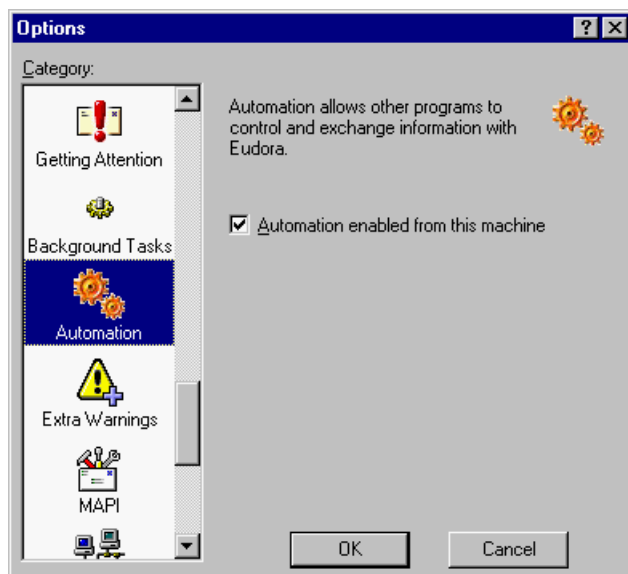 Options
Category:
Getting Attention
Background Tasks
Automation
Extra Warnings
MAPI
Automation allows other programs to
control and exchange information with
Eudora.
Automation enabled from this machine
OK
Cancel